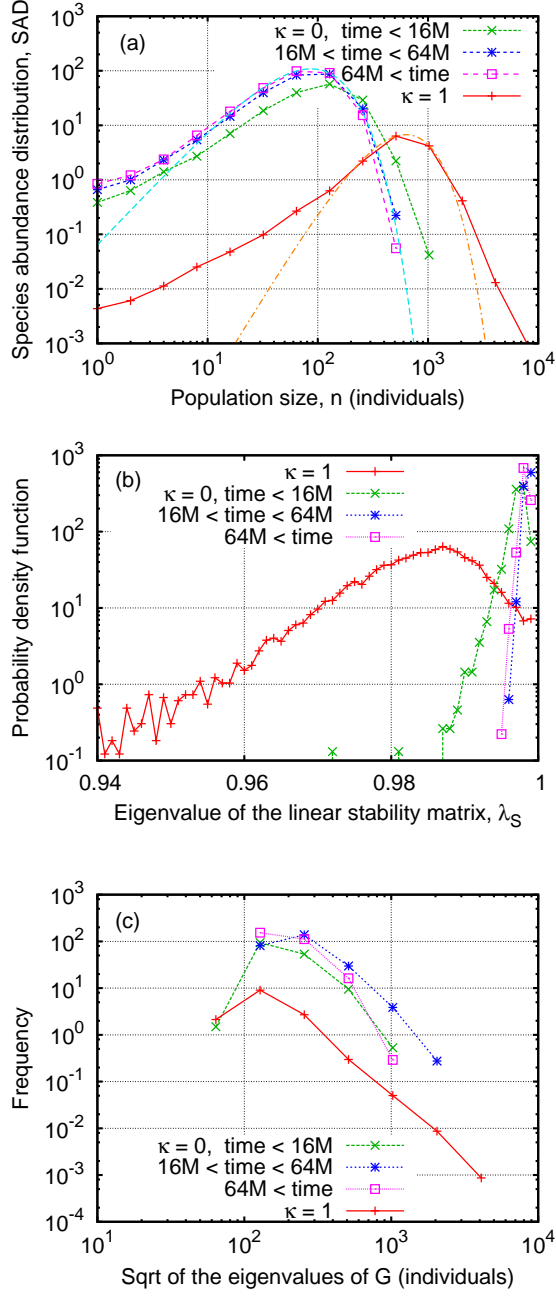 (a)
κ = 0, time < 16M
16M < time < 64M
64M < time
κ = 1
Species abundance distribution, SAD
10^3
10^2
10^1
10^0
10^-1
10^-2
10^-3
10^0 10^1 10^2 10^3 10^4
Population size, n (individuals)
(b)
κ = 1
κ = 0, time < 16M
16M < time < 64M
64M < time
Probability density function
10^3
10^2
10^1
10^0
10^-1
0.94 0.96 0.98 1
Eigenvalue of the linear stability matrix, λ_S
(c)
Frequency
10^3
10^2
10^1
10^0
10^-1
10^-2
10^-3
10^-4
κ = 0, time < 16M
16M < time < 64M
64M < time
κ = 1
10^1 10^2 10^3 10^4
Sqrt of the eigenvalues of G (individuals)